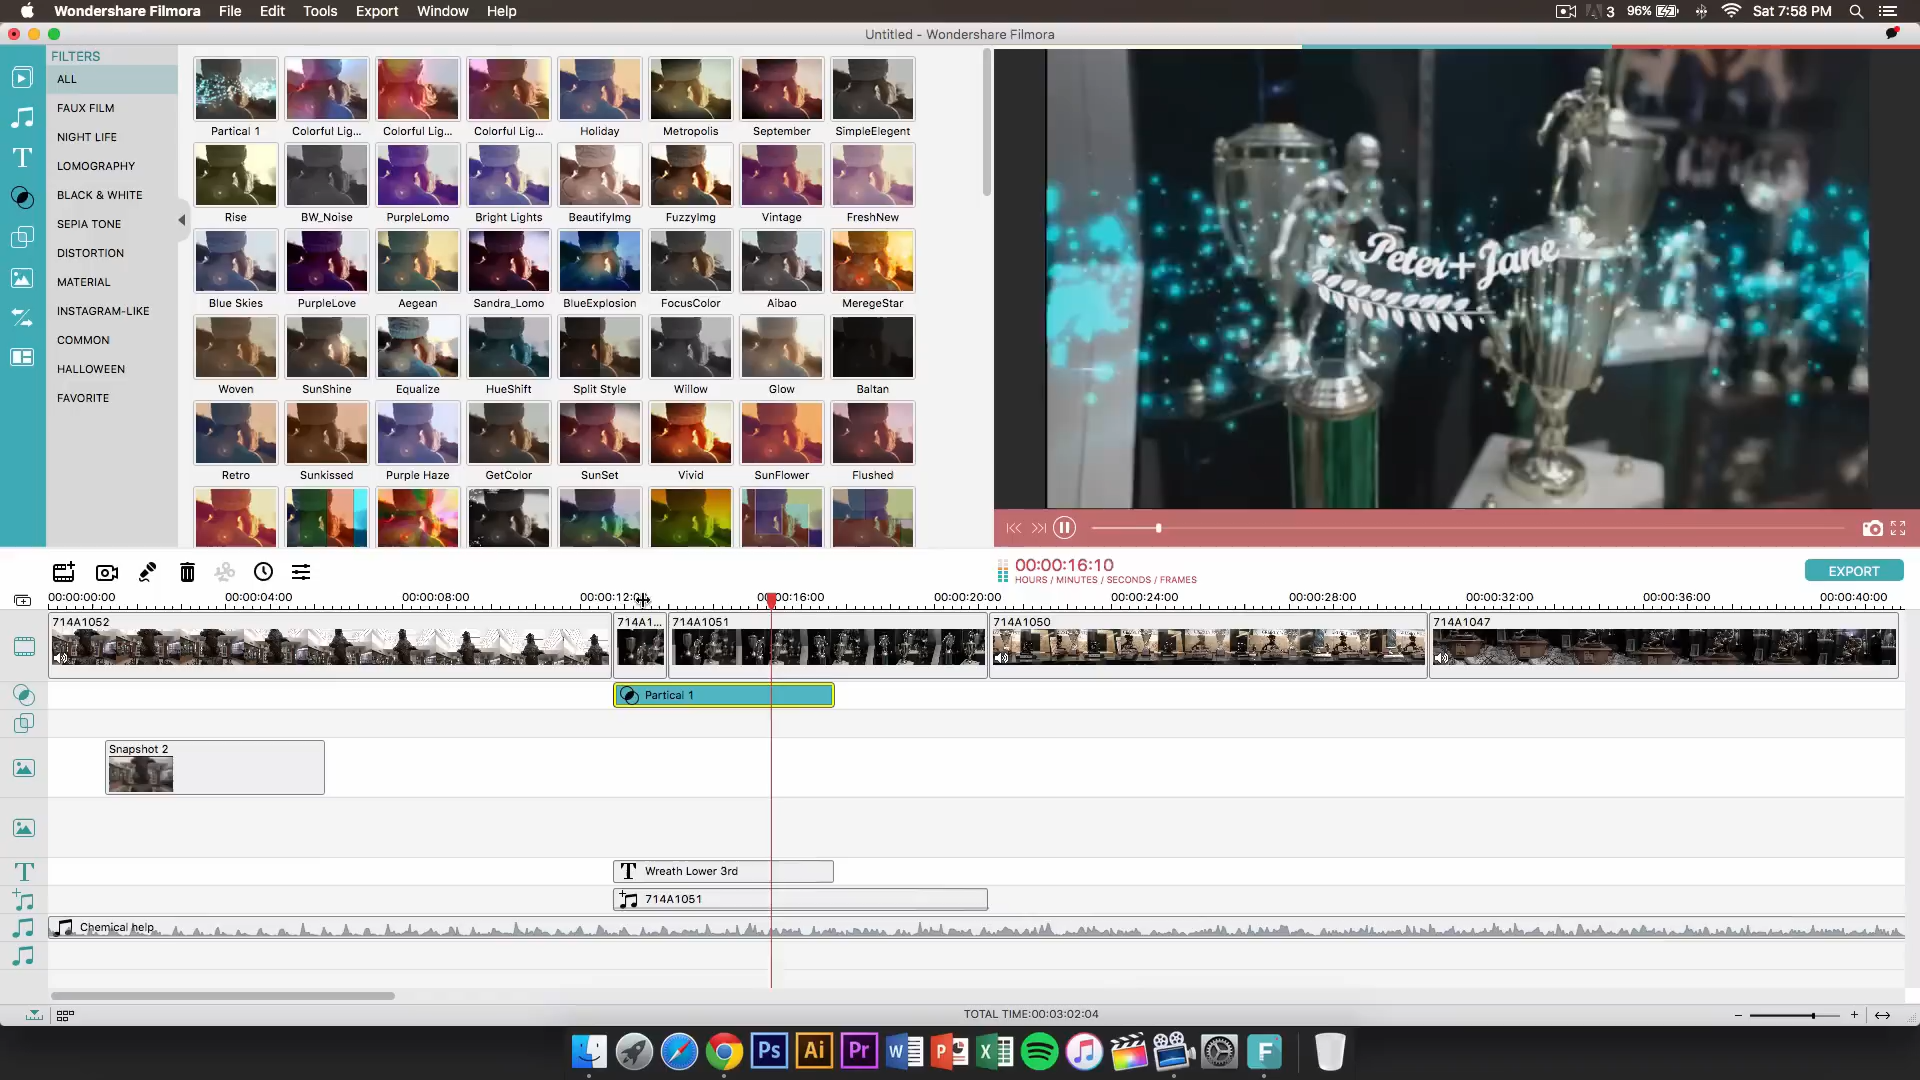 Wondershare Filmora File Edit Tools Export Window Help
3 96% Sat 7:58 PM
Untitled - Wondershare Filmora
FILTERS
ALL
FAUX FILM
NIGHT LIFE
LOMOGRAPHY
BLACK & WHITE
SEPIA TONE
DISTORTION
MATERIAL
INSTAGRAM-LIKE
COMMON
HALLOWEEN
FAVORITE
Partical 1 Colorful Lig... Colorful Lig... Colorful Lig... Holiday Metropolis September SimpleElegent
Rise BW_Noise PurpleLomo Bright Lights BeautifyImg FuzzyImg Vintage FreshNew
Blue Skies PurpleLove Aegean Sandra_Lomo BlueExplosion FocusColor Aibao MeregeStar
Woven SunShine Equalize HueShift Split Style Willow Glow Baltan
Retro Sunkissed Purple Haze GetColor SunSet Vivid SunFlower Flushed
Peter+Jane
00:00:16:10
HOURS / MINUTES / SECONDS / FRAMES
EXPORT
00:00:00:00 00:00:04:00 00:00:08:00 00:00:16:00 00:00:20:00 00:00:24:00 00:00:28:00 00:00:32:00 00:00:36:00 00:00:40:00
714A1052 714A1... 714A1051 714A1050 714A1047
Partical 1
Snapshot 2
T Wreath Lower 3rd
714A1051
Chemical help
TOTAL TIME:00:03:02:04
Ps Ai Pr W P X F